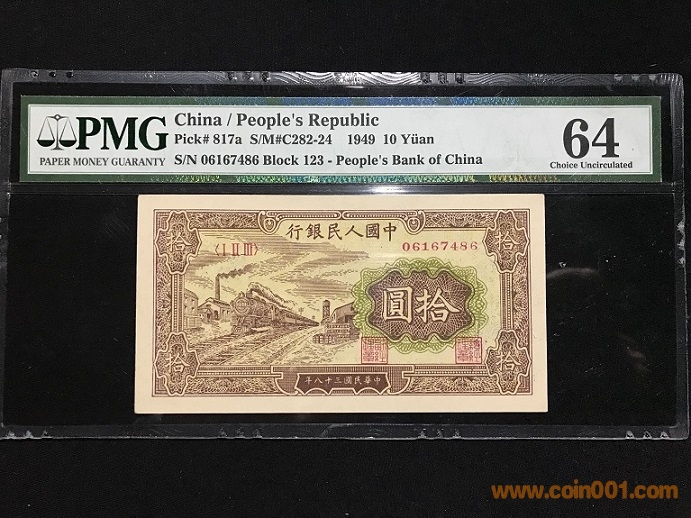 PMG
PAPER MONEY GUARANTY
China / People's Republic
Pick# 817a S/M#C282-24 1949 10 Yüan
S/N 06167486 Block 123 - People's Bank of China
64
Choice Uncirculated
行銀民人國中
〈I II III〉
06167486
拾
拾
圓拾
拾
拾
年八十三國民華中
www.coin001.com